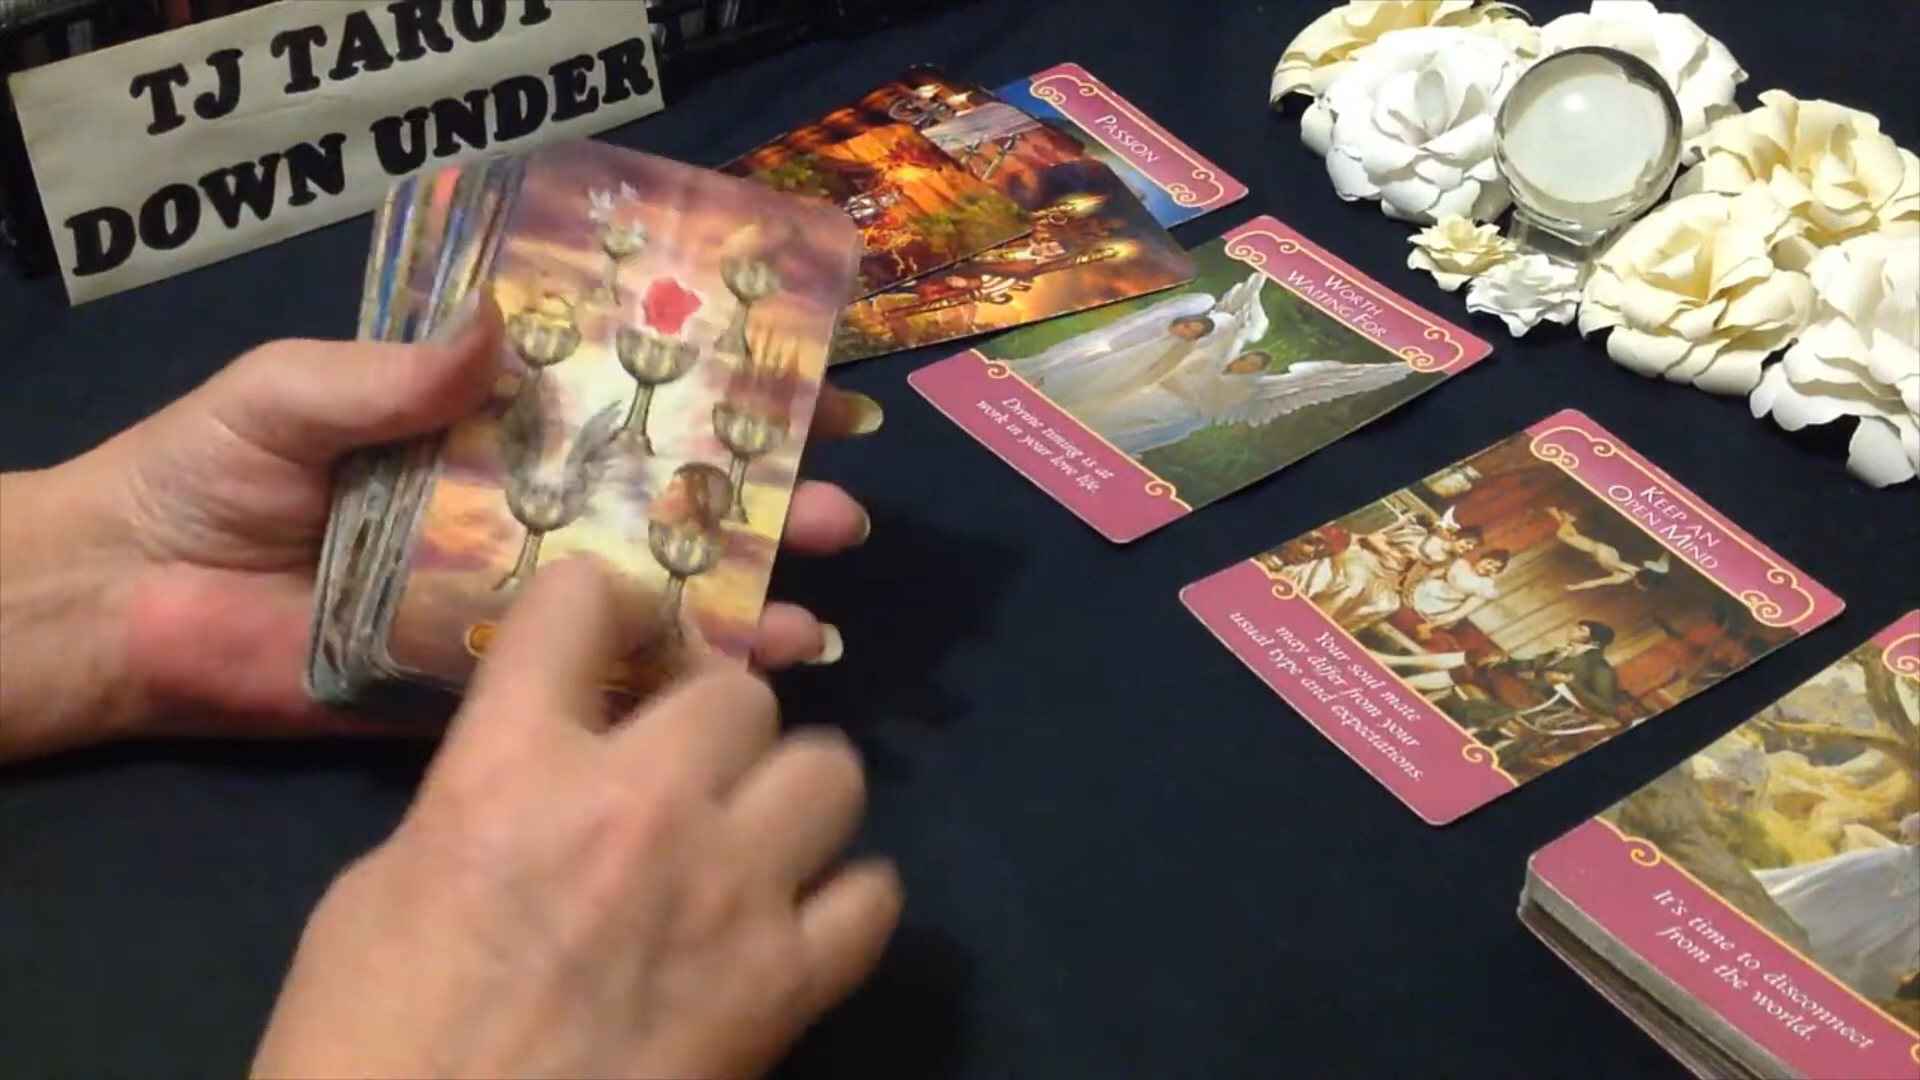 TJ TAROT
DOWN UNDER
PASSION
WORTH
WAITING FOR
Divine timing is at
work in your love life.
KEEP AN
OPEN MIND
Your soul mate
may differ from your
usual type and expectations.
It's time to disconnect
from the world.